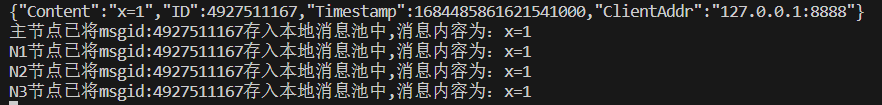 {"Content":"x=1","ID":4927511167,"Timestamp":1684485861621541000,"ClientAddr":"127.0.0.1:8888"}
主节点已将msgid:4927511167存入本地消息池中,消息内容为：x=1
N1节点已将msgid:4927511167存入本地消息池中,消息内容为：x=1
N2节点已将msgid:4927511167存入本地消息池中,消息内容为：x=1
N3节点已将msgid:4927511167存入本地消息池中,消息内容为：x=1